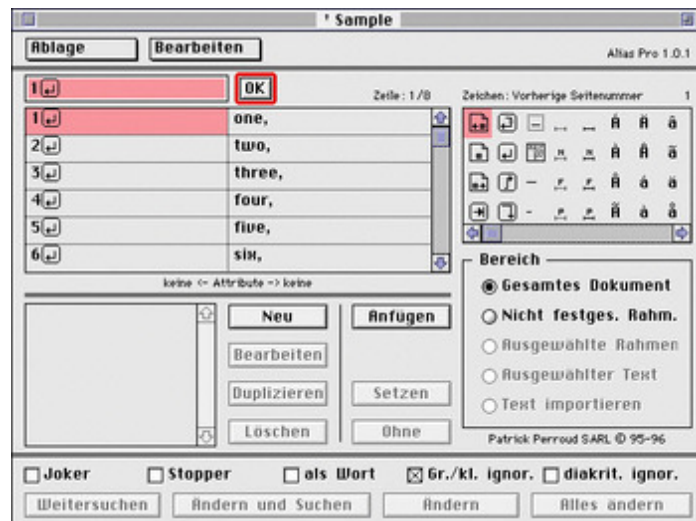 ' Sample
Ablage Bearbeiten Alias Pro 1.0.1
1 OK Zeile: 1/8 Zeichen: Vorherige Seitenummer 1
1 one,
2 two,
3 three,
4 four,
5 five,
6 six,
keine <- Attribute -> keine
Neu Anfügen
Bearbeiten
Duplizieren Setzen
Löschen Ohne
Bereich
Gesamtes Dokument
Nicht festges. Rahm.
Ausgewählte Rahmen
Ausgewählter Text
Text importieren
Patrick Perroud SARL © 95-96
Joker Stopper als Wort Gr./kl. ignor. diakrit. ignor.
Weitersuchen Ändern und Suchen Ändern Alles ändern